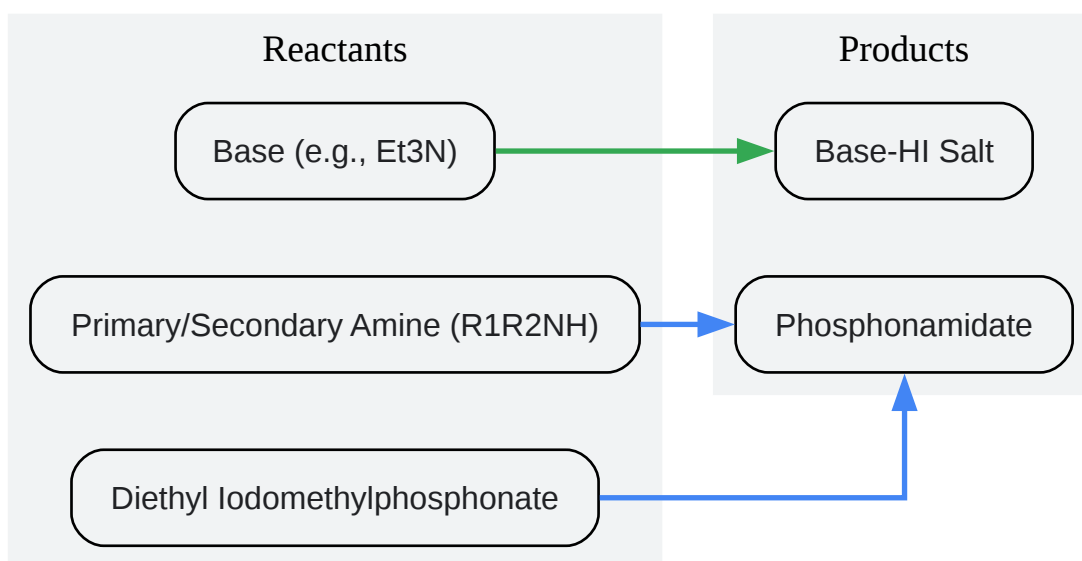 Reactants
Products
Base (e.g., Et3N)
Base-HI Salt
Primary/Secondary Amine (R1R2NH)
Phosphonamidate
Diethyl Iodomethylphosphonate